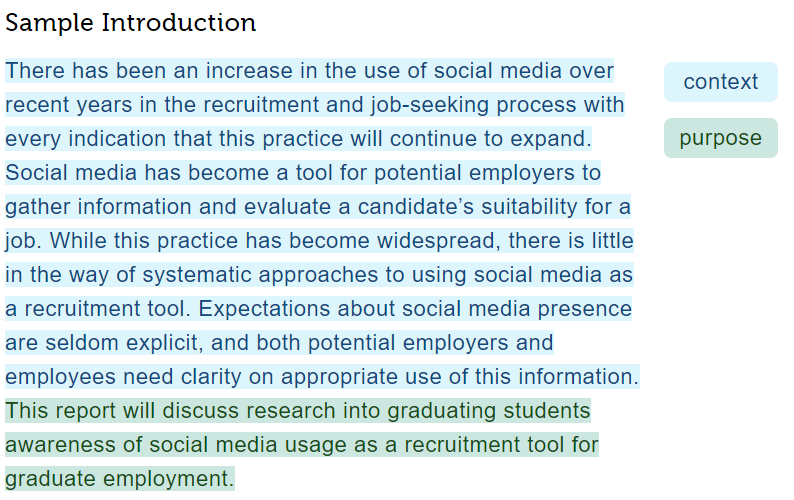 Sample Introduction
There has been an increase in the use of social media over
recent years in the recruitment and job-seeking process with
every indication that this practice will continue to expand.
Social media has become a tool for potential employers to
gather information and evaluate a candidate’s suitability for a
job. While this practice has become widespread, there is little
in the way of systematic approaches to using social media as
a recruitment tool. Expectations about social media presence
are seldom explicit, and both potential employers and
employees need clarity on appropriate use of this information.
This report will discuss research into graduating students
awareness of social media usage as a recruitment tool for
graduate employment.
context
purpose